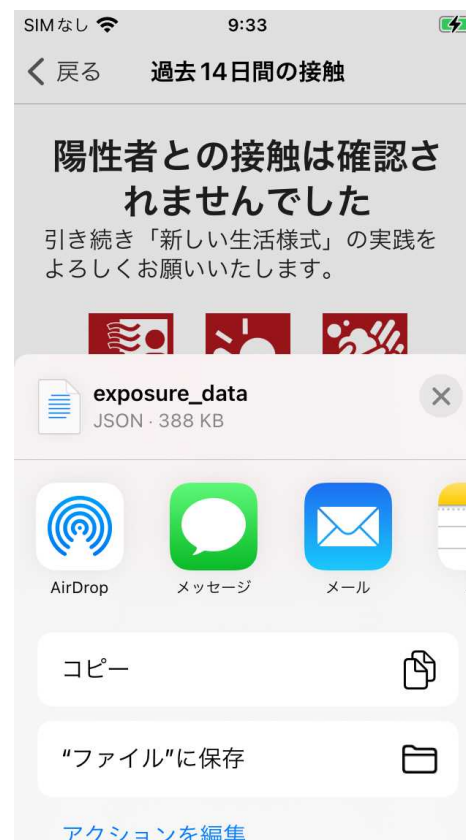 SIMなし 9:33
戻る 過去14日間の接触
陽性者との接触は確認さ
れませんでした
引き続き「新しい生活様式」の実践を
よろしくお願いいたします。
exposure_data
JSON · 388 KB
AirDrop メッセージ メール
コピー
“ファイル”に保存
アクションを編集